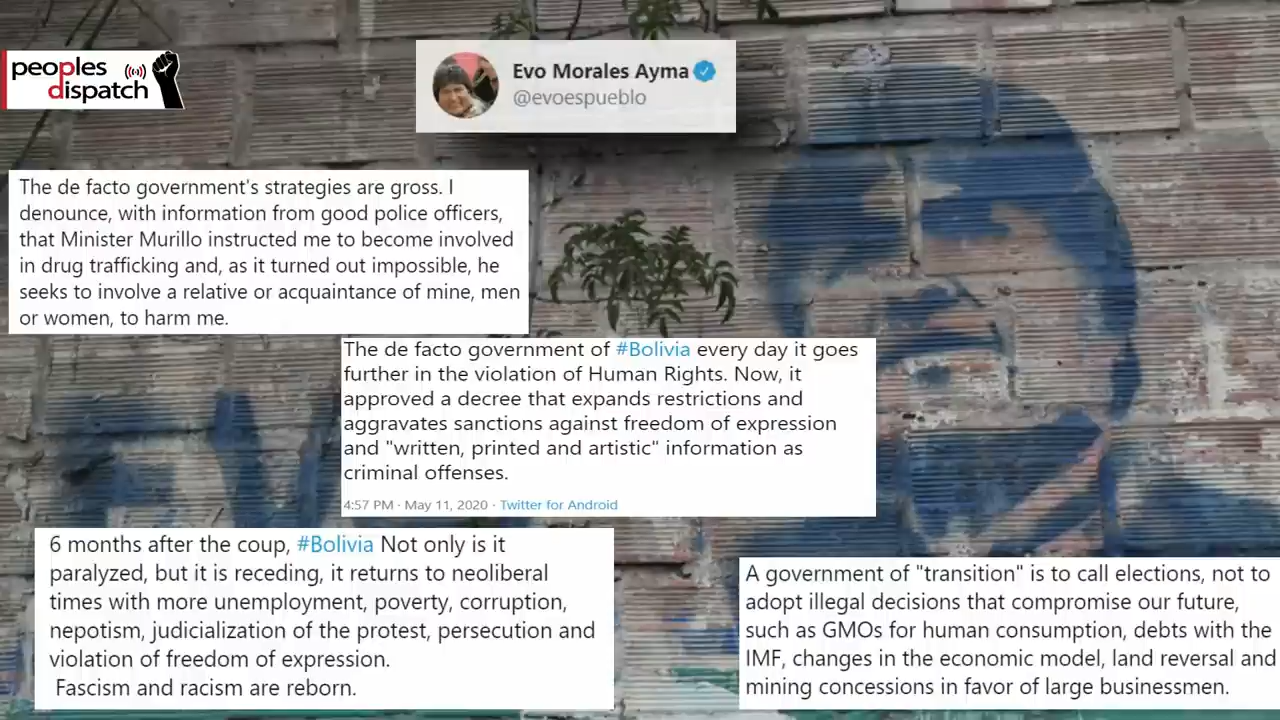 peoples
dispatch
Evo Morales Ayma
@evoespueblo
The de facto government's strategies are gross. I
denounce, with information from good police officers,
that Minister Murillo instructed me to become involved
in drug trafficking and, as it turned out impossible, he
seeks to involve a relative or acquaintance of mine, men
or women, to harm me.
The de facto government of #Bolivia every day it goes
further in the violation of Human Rights. Now, it
approved a decree that expands restrictions and
aggravates sanctions against freedom of expression
and "written, printed and artistic" information as
criminal offenses.
4:57 PM · May 11, 2020 · Twitter for Android
6 months after the coup, #Bolivia Not only is it
paralyzed, but it is receding, it returns to neoliberal
times with more unemployment, poverty, corruption,
nepotism, judicialization of the protest, persecution and
violation of freedom of expression.
Fascism and racism are reborn.
A government of "transition" is to call elections, not to
adopt illegal decisions that compromise our future,
such as GMOs for human consumption, debts with the
IMF, changes in the economic model, land reversal and
mining concessions in favor of large businessmen.